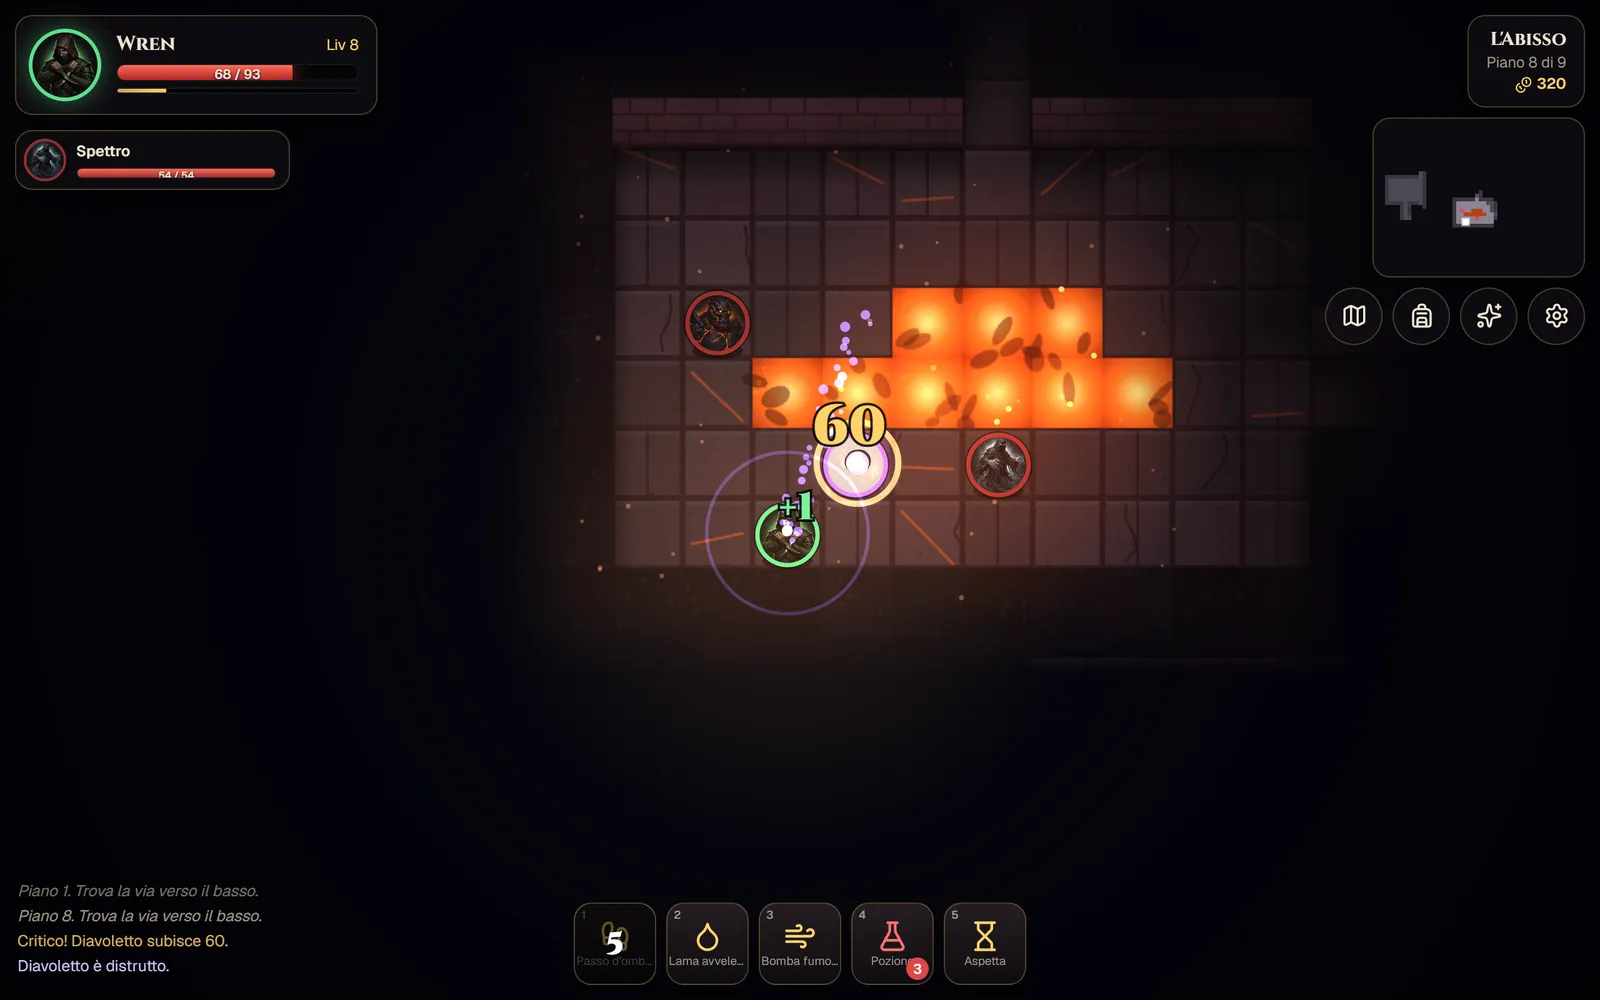 Wren
Liv 8
68 / 93
Spettro
54 / 54
L'Abisso
Piano 8 di 9
320
60
+1
Piano 1. Trova la via verso il basso.
Piano 8. Trova la via verso il basso.
Critico! Diavoletto subisce 60.
Diavoletto è distrutto.
1
5
Passo d'omb...
2
Lama avvele...
3
Bomba fumo...
4
Pozion
3
5
Aspetta